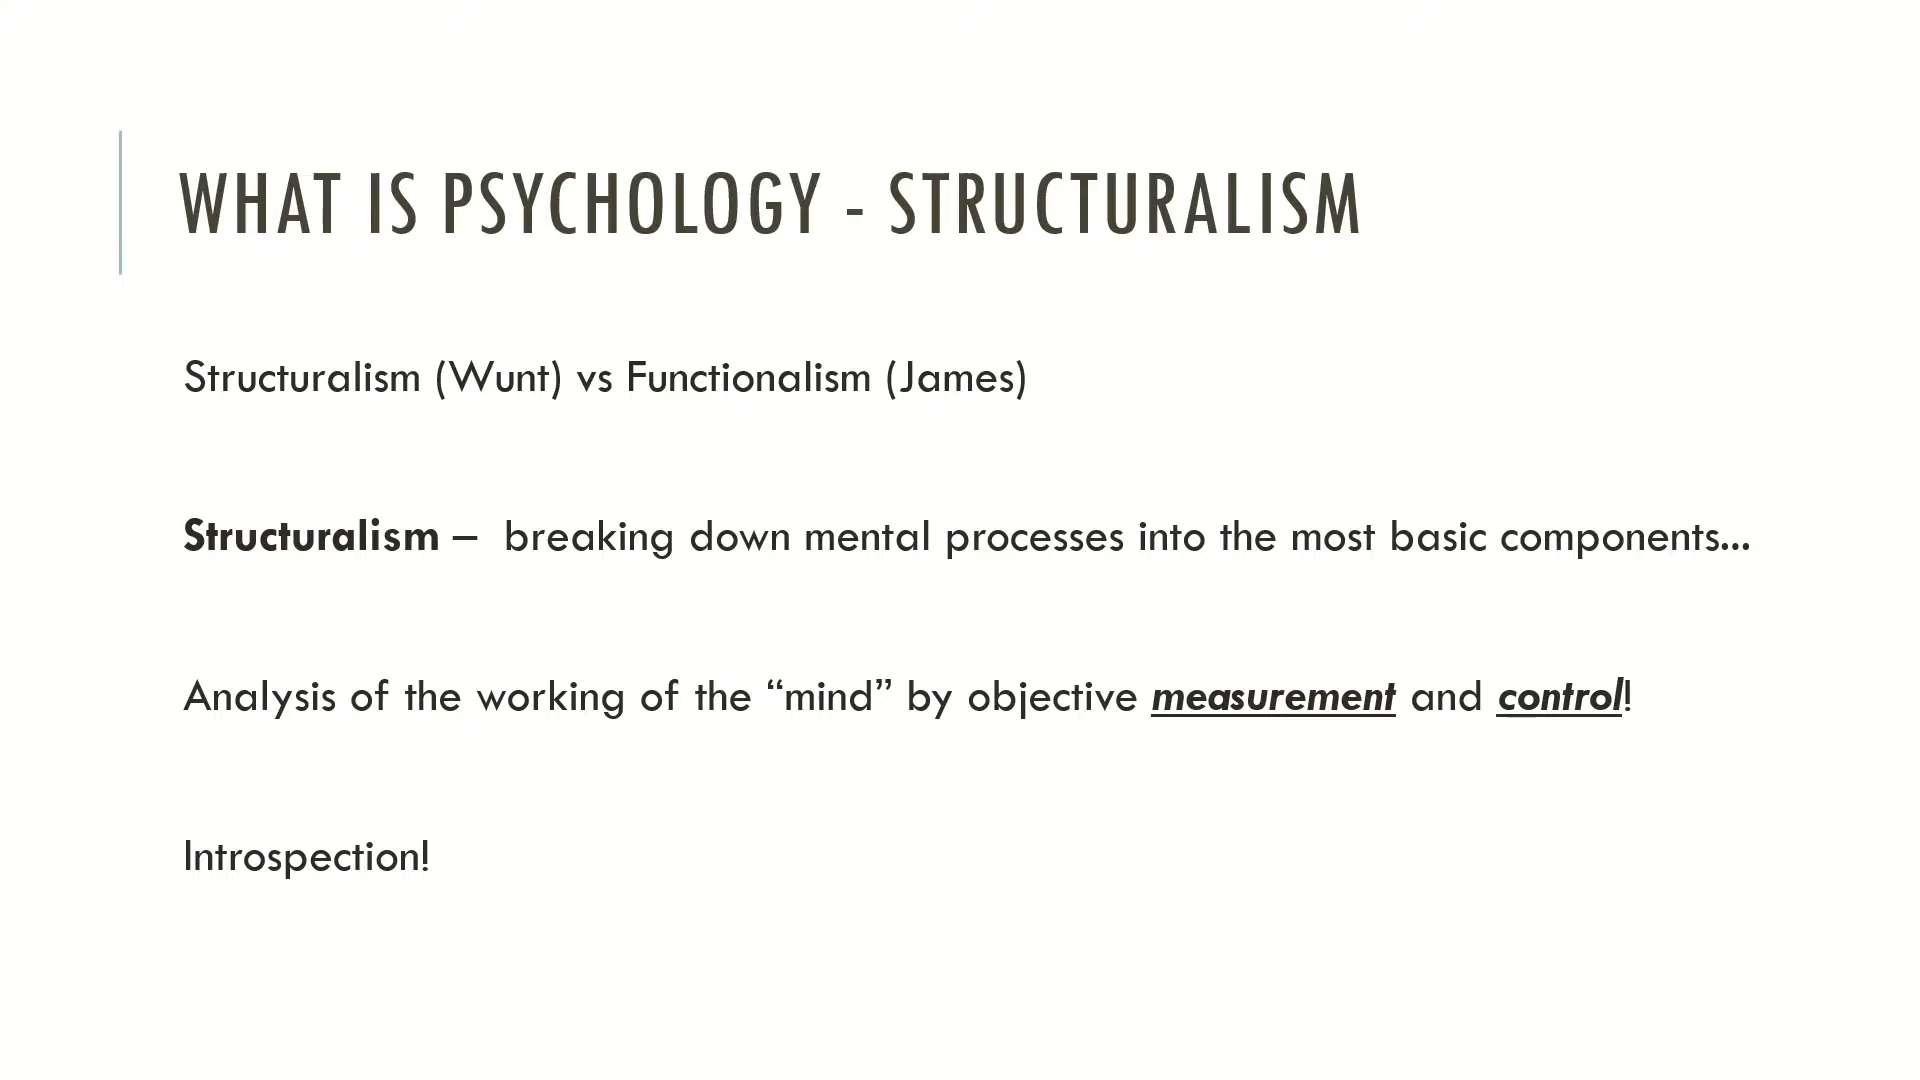 WHAT IS PSYCHOLOGY - STRUCTURALISM
Structuralism (Wunt) vs Functionalism (James)
Structuralism – breaking down mental processes into the most basic components...
Analysis of the working of the “mind” by objective measurement and control!
Introspection!